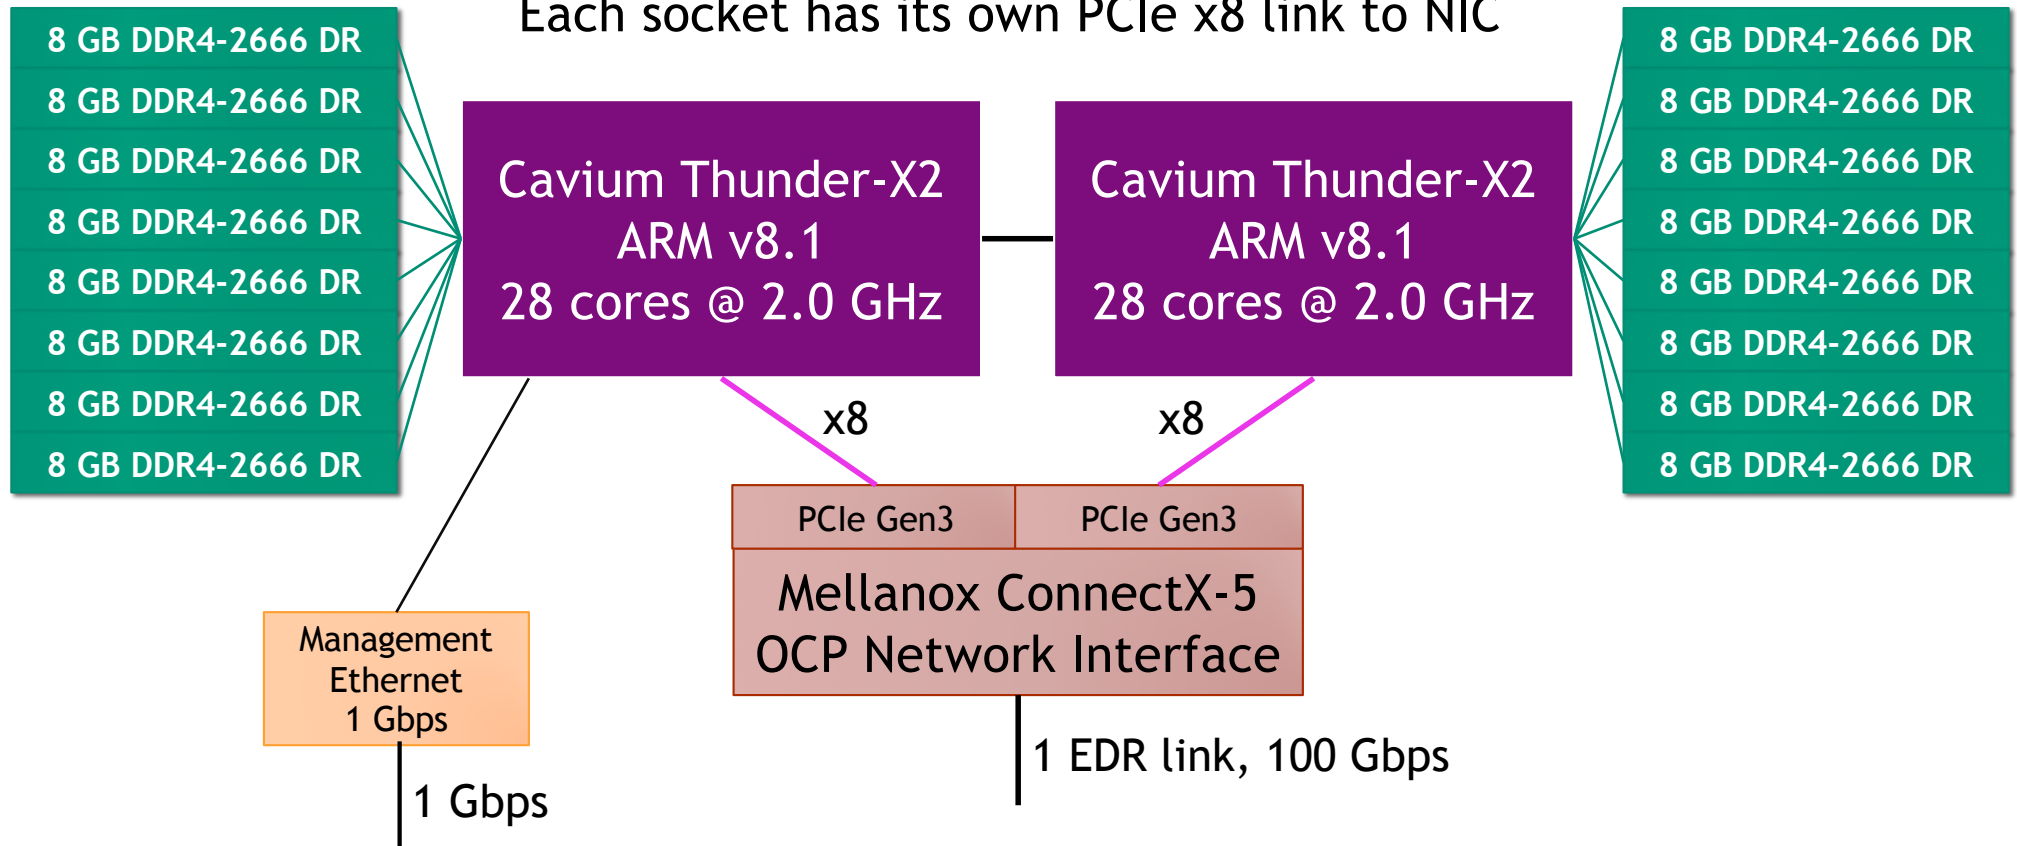 Each socket has its own PCIe x8 link to NIC
8 GB DDR4-2666 DR
8 GB DDR4-2666 DR
8 GB DDR4-2666 DR
8 GB DDR4-2666 DR
8 GB DDR4-2666 DR
8 GB DDR4-2666 DR
8 GB DDR4-2666 DR
8 GB DDR4-2666 DR
Cavium Thunder-X2
ARM v8.1
28 cores @ 2.0 GHz
Cavium Thunder-X2
ARM v8.1
28 cores @ 2.0 GHz
8 GB DDR4-2666 DR
8 GB DDR4-2666 DR
8 GB DDR4-2666 DR
8 GB DDR4-2666 DR
8 GB DDR4-2666 DR
8 GB DDR4-2666 DR
8 GB DDR4-2666 DR
8 GB DDR4-2666 DR
x8
x8
PCIe Gen3
PCIe Gen3
Mellanox ConnectX-5
OCP Network Interface
Management
Ethernet
1 Gbps
1 EDR link, 100 Gbps
1 Gbps